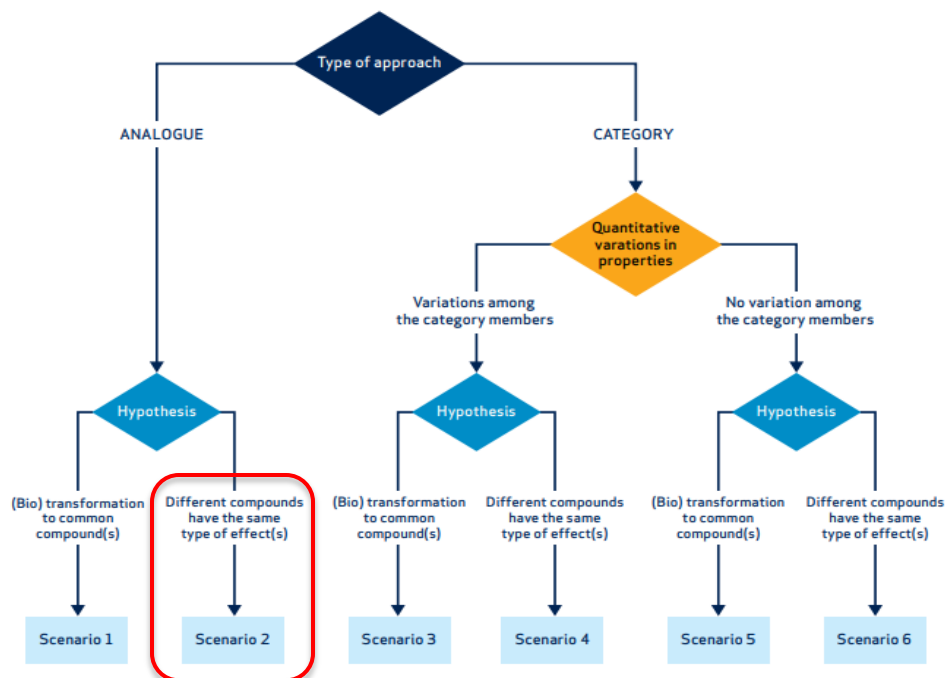 Type of approach
ANALOGUE
CATEGORY
Quantitative
varations in
properties
Variations among
the category members
No variation among
the category members
Hypothesis
Hypothesis
Hypothesis
(Bio) transformation
to common
compound(s)
Different compounds
have the same
type of effect(s)
(Bio) transformation
to common
compound(s)
Different compounds
have the same
type of effect(s)
(Bio) transformation
to common
compound(s)
Different compounds
have the same
type of effect(s)
Scenario 1
Scenario 2
Scenario 3
Scenario 4
Scenario 5
Scenario 6